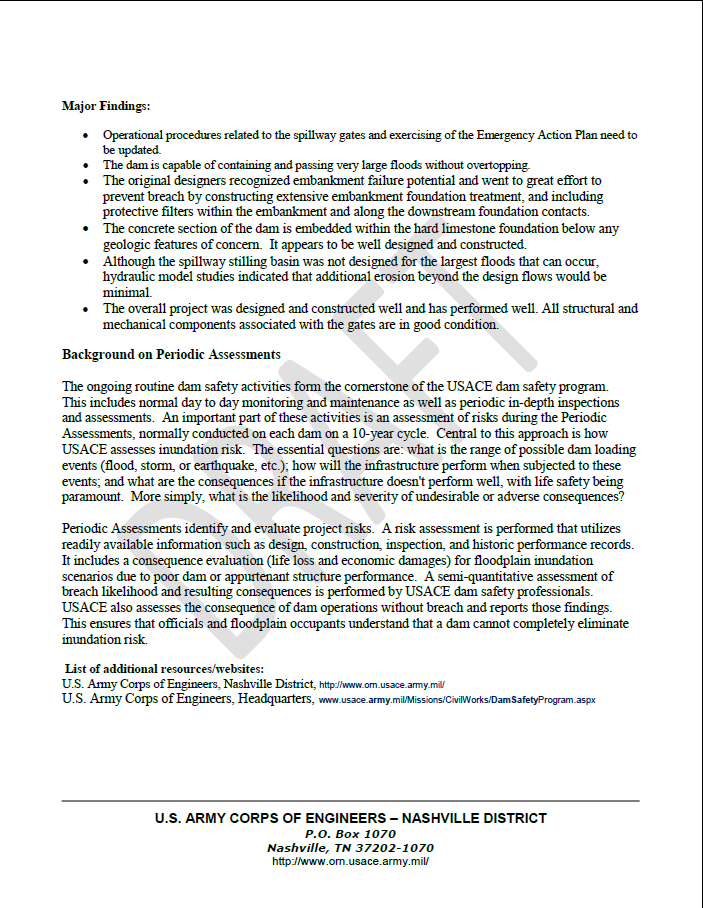 Major Findings:
• Operational procedures related to the spillway gates and exercising of the Emergency Action Plan need to
be updated.
• The dam is capable of containing and passing very large floods without overtopping.
• The original designers recognized embankment failure potential and went to great effort to
prevent breach by constructing extensive embankment foundation treatment, and including
protective filters within the embankment and along the downstream foundation contacts.
• The concrete section of the dam is embedded within the hard limestone foundation below any
geologic features of concern. It appears to be well designed and constructed.
• Although the spillway stilling basin was not designed for the largest floods that can occur,
hydraulic model studies indicated that additional erosion beyond the design flows would be
minimal.
• The overall project was designed and constructed well and has performed well. All structural and
mechanical components associated with the gates are in good condition.
Background on Periodic Assessments
The ongoing routine dam safety activities form the cornerstone of the USACE dam safety program.
This includes normal day to day monitoring and maintenance as well as periodic in-depth inspections
and assessments. An important part of these activities is an assessment of risks during the Periodic
Assessments, normally conducted on each dam on a 10-year cycle. Central to this approach is how
USACE assesses inundation risk. The essential questions are: what is the range of possible dam loading
events (flood, storm, or earthquake, etc.); how will the infrastructure perform when subjected to these
events; and what are the consequences if the infrastructure doesn't perform well, with life safety being
paramount. More simply, what is the likelihood and severity of undesirable or adverse consequences?
Periodic Assessments identify and evaluate project risks. A risk assessment is performed that utilizes
readily available information such as design, construction, inspection, and historic performance records.
It includes a consequence evaluation (life loss and economic damages) for floodplain inundation
scenarios due to poor dam or appurtenant structure performance. A semi-quantitative assessment of
breach likelihood and resulting consequences is performed by USACE dam safety professionals.
USACE also assesses the consequence of dam operations without breach and reports those findings.
This ensures that officials and floodplain occupants understand that a dam cannot completely eliminate
inundation risk.
List of additional resources/websites:
U.S. Army Corps of Engineers, Nashville District, http://www.orn.usace.army.mil/
U.S. Army Corps of Engineers, Headquarters, www.usace.army.mil/Missions/CivilWorks/DamSafetyProgram.aspx
DRAFT
U.S. ARMY CORPS OF ENGINEERS – NASHVILLE DISTRICT
P.O. Box 1070
Nashville, TN 37202-1070
http://www.orn.usace.army.mil/